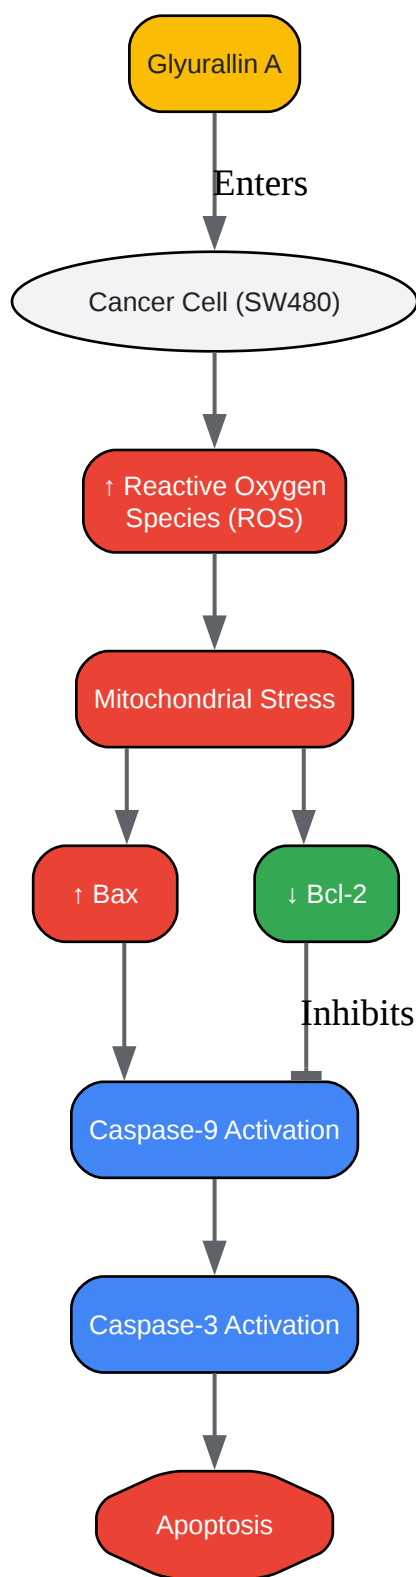 Glyurallin A
Enters
Cancer Cell (SW480)
↑ Reactive Oxygen
Species (ROS)
Mitochondrial Stress
↑ Bax
↓ Bcl-2
Inhibits
Caspase-9 Activation
Caspase-3 Activation
Apoptosis